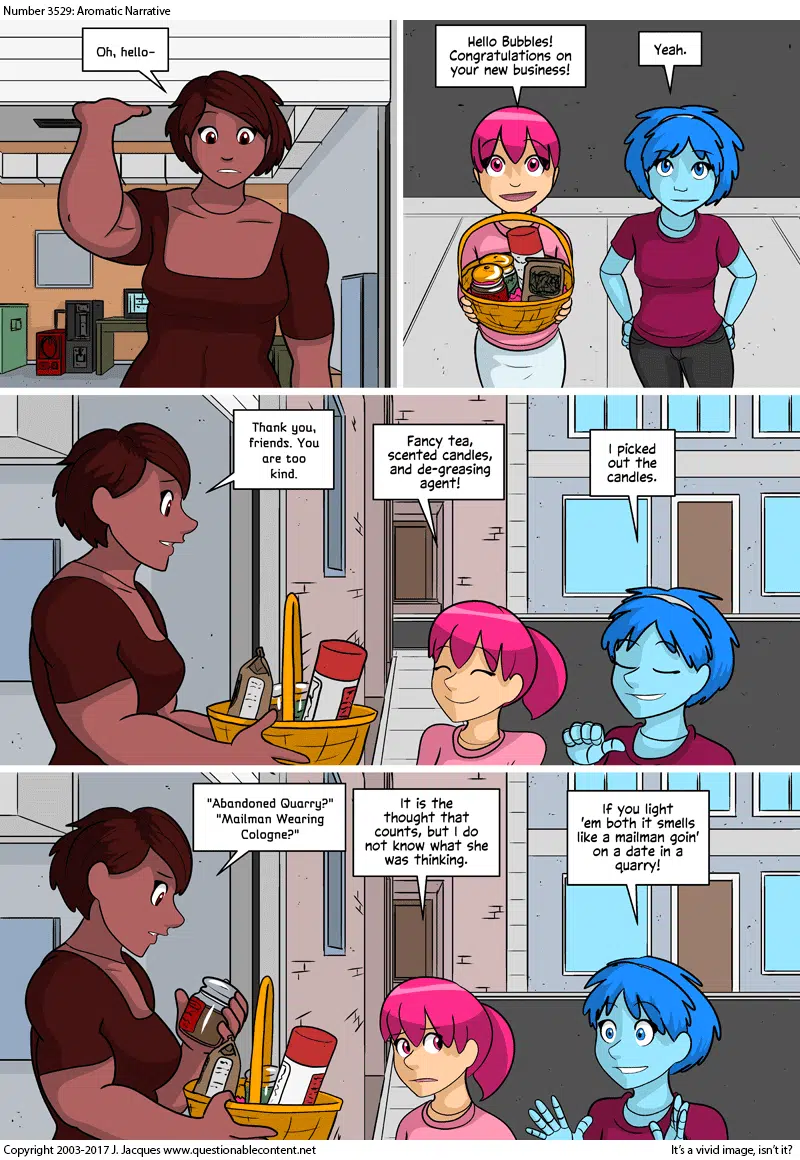 Number 3529: Aromatic Narrative
Oh, hello-
Hello Bubbles!
Congratulations on
your new business!
Yeah.
Thank you,
friends. You
are too
kind.
Fancy tea,
scented candles,
and de-greasing
agent!
I picked
out the
candles.
"Abandoned Quarry?"
"Mailman Wearing
Cologne?"
It is the
thought that
counts, but I do
not know what she
was thinking.
If you light
'em both it smells
like a mailman goin'
on a date in a
quarry!
Copyright 2003-2017 J. Jacques www.questionablecontent.net
It's a vivid image, isn't it?